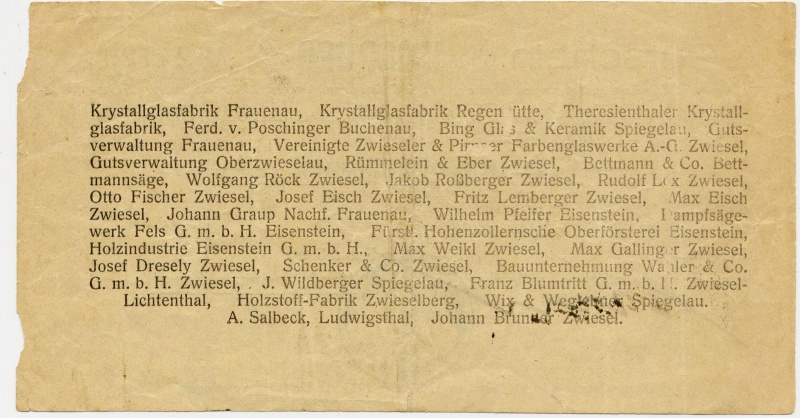 Krystallglasfabrik Frauenau, Krystallglasfabrik Regen ütte, Theresienthaler Krystall-
glasfabrik, Ferd. v. Poschinger Buchenau, Bing Glas & Keramik Spiegelau, Guts-
verwaltung Frauenau, Vereinigte Zwieseler & Pirnaer Farbenglaswerke A.-G. Zwiesel,
Gutsverwaltung Oberzwieselau, Rümmelein & Eber Zwiesel, Bettmann & Co. Bett-
mannsäge, Wolfgang Röck Zwiesel, Jakob Roßberger Zwiesel, Rudolf Zwiesel,
Otto Fischer Zwiesel, Josef Eisch Zwiesel, Fritz Lemberger Zwiesel, Max Eisch
Zwiesel, Johann Graup Nachf. Frauenau, Wilhelm Pfeifer Eisenstein, Dampfsäge-
werk Fels G. m. b. H. Eisenstein, Fürstl. Hohenzollernsche Oberförsterei Eisenstein,
Holzindustrie Eisenstein G. m. b. H., Max Weikl Zwiesel, Max Gallinger Zwiesel,
Josef Dresely Zwiesel, Schenker & Co. Zwiesel, Bauunternehmung & Co.
G. m. b. H. Zwiesel, J. Wildberger Spiegelau, Franz Blumtritt G. m. b. H. Zwiesel-
Lichtenthal, Holzstoff-Fabrik Zwieselberg, Wix & Spiegelau.
A. Salbeck, Ludwigsthal, Johann Brunner Zwiesel.